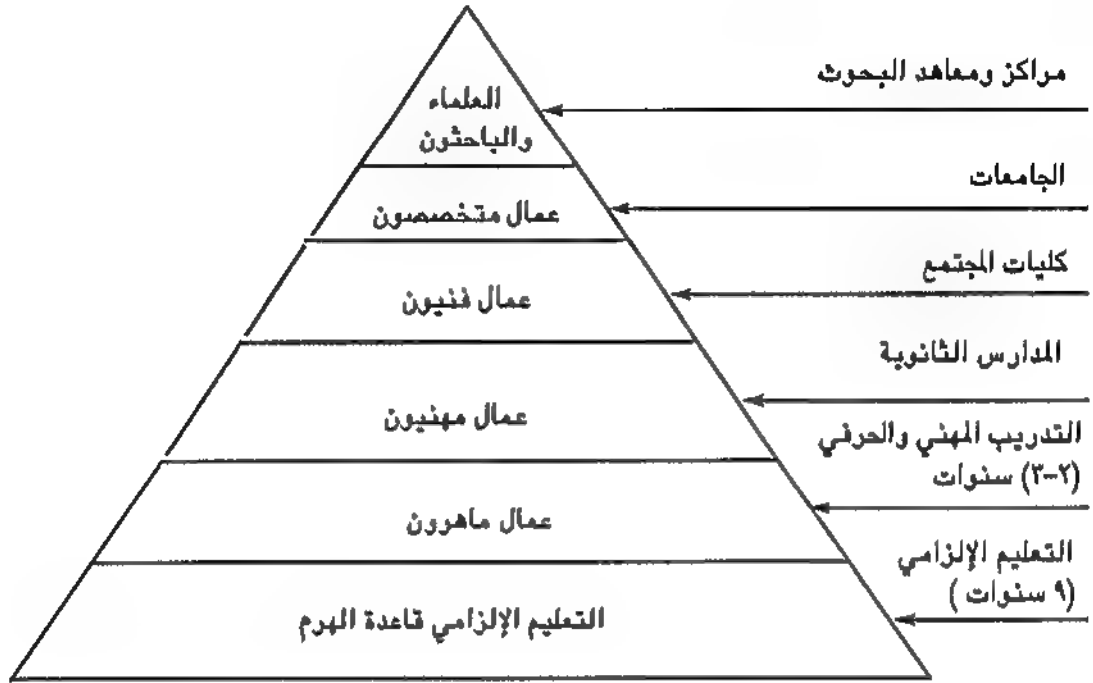 مراكز ومعاهد البحوث
العلماء
والباحثون
الجامعات
عمال متخصصون
كليات المجتمع
عمال فنيون
المدارس الثانوية
عمال مهنيون
التدريب المهني والحرفي
(٢-٣) سنوات
عمال ماهرون
التعليم الإلزامي
(٩ سنوات )
التعليم الإلزامي قاعدة الهرم